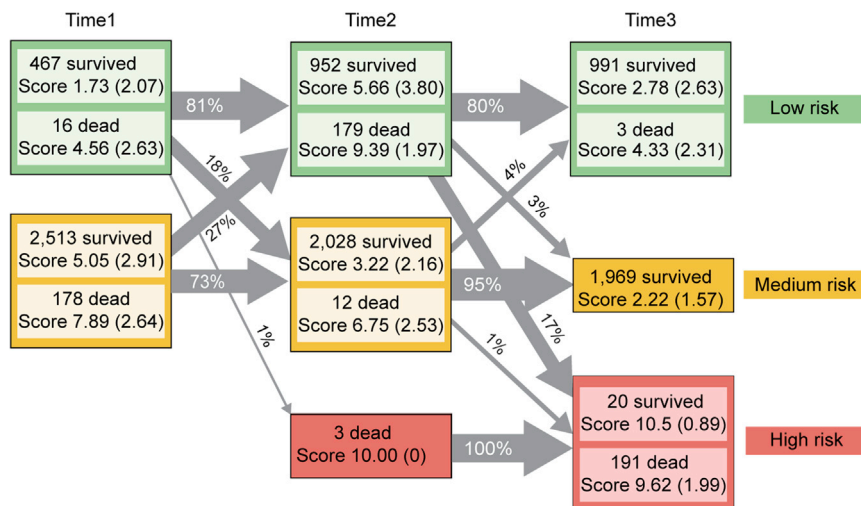 Time1
Time2
Time3
467 survived
Score 1.73 (2.07)
16 dead
Score 4.56 (2.63)
81%
952 survived
Score 5.66 (3.80)
179 dead
Score 9.39 (1.97)
80%
991 survived
Score 2.78 (2.63)
3 dead
Score 4.33 (2.31)
Low risk
18%
27%
4%
3%
2,513 survived
Score 5.05 (2.91)
178 dead
Score 7.89 (2.64)
73%
2,028 survived
Score 3.22 (2.16)
12 dead
Score 6.75 (2.53)
95%
1,969 survived
Score 2.22 (1.57)
Medium risk
1%
1%
17%
3 dead
Score 10.00 (0)
100%
20 survived
Score 10.5 (0.89)
191 dead
Score 9.62 (1.99)
High risk